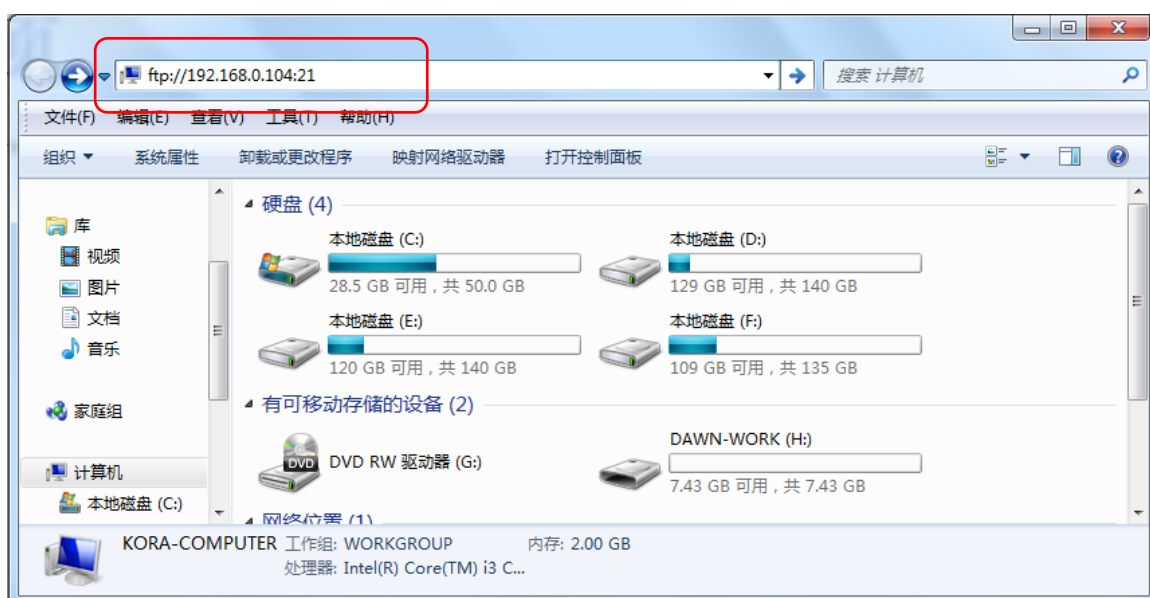 ftp://192.168.0.104:21
搜索 计算机
文件(F) 编辑(E) 查看(V) 工具(T) 帮助(H)
组织 系统属性 卸载或更改程序 映射网络驱动器 打开控制面板
库
视频
图片
文档
音乐
家庭组
计算机
本地磁盘 (C:)
硬盘 (4)
本地磁盘 (C:)
28.5 GB 可用，共 50.0 GB
本地磁盘 (D:)
129 GB 可用，共 140 GB
本地磁盘 (E:)
120 GB 可用，共 140 GB
本地磁盘 (F:)
109 GB 可用，共 135 GB
有可移动存储的设备 (2)
DVD
DVD RW 驱动器 (G:)
DAWN-WORK (H:)
7.43 GB 可用，共 7.43 GB
网络位置 (1)
KORA-COMPUTER 工作组: WORKGROUP 内存: 2.00 GB
处理器: Intel(R) Core(TM) i3 C...